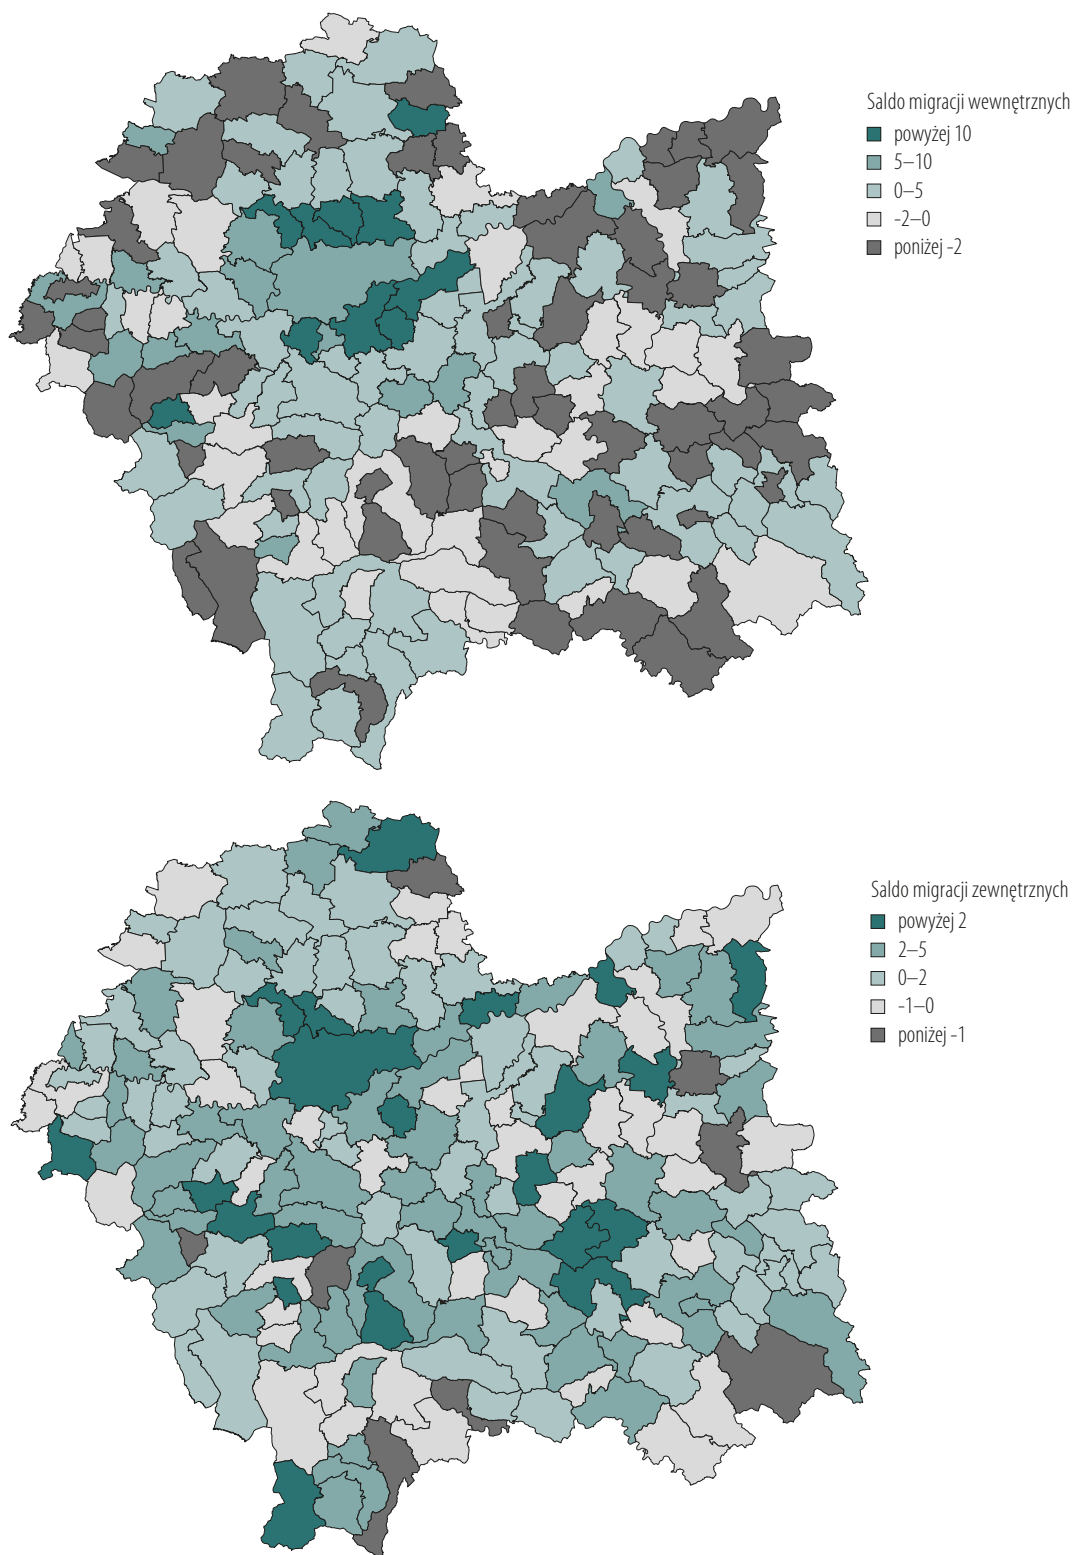 Saldo migracji wewnętrznych
powyżej 10
5–10
0–5
-2–0
poniżej -2
Saldo migracji zewnętrznych
powyżej 2
2–5
0–2
-1–0
poniżej -1